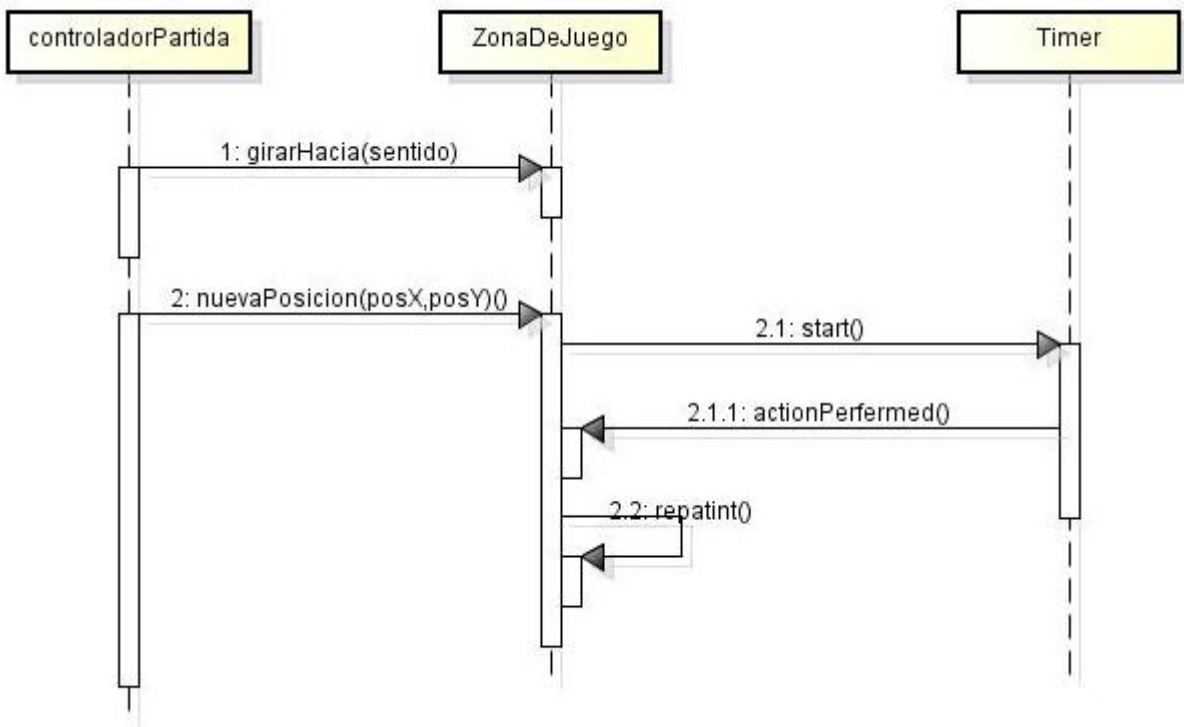 controladorPartida
ZonaDeJuego
Timer
1: girarHacia(sentido)
2: nuevaPosicion(posX,posY)()
2.1: start()
2.1.1: actionPerfermed()
2.2: repatint()